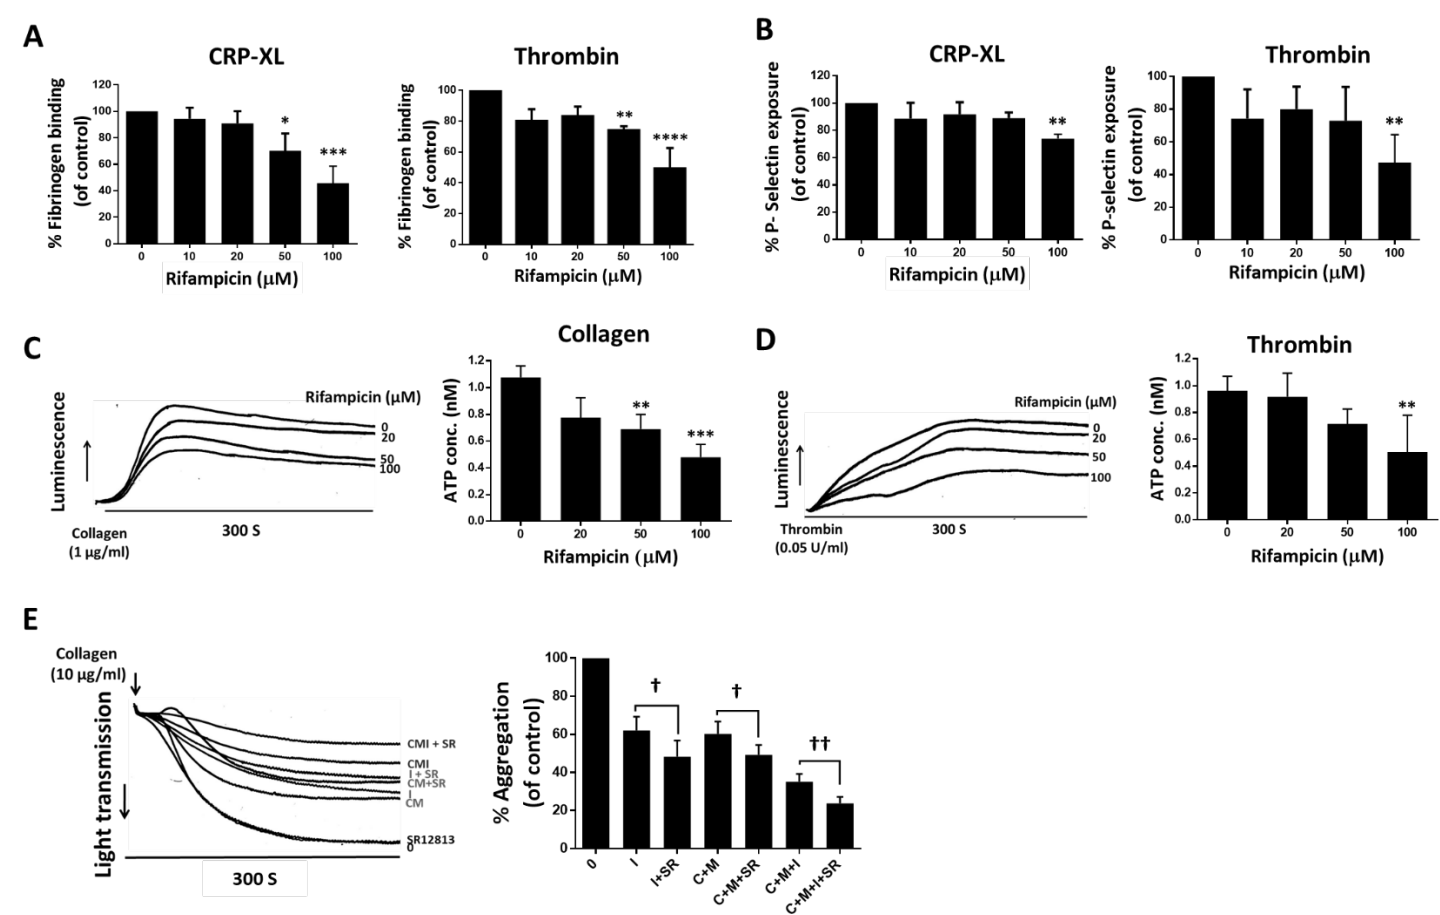 A
CRP-XL
% Fibrinogen binding
(of control)
120
100
80
60
40
20
0
*
***
0 10 20 50 100
Rifampicin (µM)
Thrombin
% Fibrinogen binding
(of control)
100
80
60
40
20
0
**
****
0 10 20 50 100
Rifampicin (µM)
B
CRP-XL
% P- Selectin exposure
(of control)
120
100
80
60
40
20
0
**
0 10 20 50 100
Rifampicin (µM)
Thrombin
% P-selectin exposure
(of control)
100
80
60
40
20
0
**
0 10 20 50 100
Rifampicin (µM)
C
Luminescence
Rifampicin (µM)
0
20
50
100
Collagen
(1 µg/ml)
300 S
Collagen
ATP conc. (nM)
1.2
1.0
0.8
0.6
0.4
0.2
0.0
**
***
0 20 50 100
Rifampicin (µM)
D
Luminescence
Rifampicin (µM)
0
20
50
100
Thrombin
(0.05 U/ml)
300 S
Thrombin
ATP conc. (nM)
1.2
1.0
0.8
0.6
0.4
0.2
0.0
**
0 20 50 100
Rifampicin (µM)
E
Collagen
(10 µg/ml)
Light transmission
CMI + SR
CMI
I + SR
CM+SR
I
CM
SR12813
0
300 S
% Aggregation
(of control)
100
80
60
40
20
0
†
†
††
0 I I+SR C+M C+M+SR C+M+I C+M+I+SR